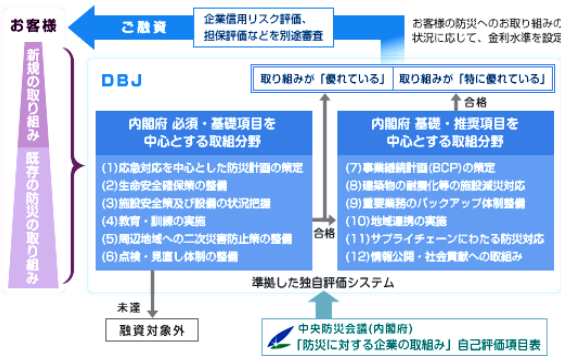 お客様
ご融資
企業信用リスク評価、
担保評価などを別途審査
お客様の防災へのお取り組みの
状況に応じて、金利水準を設定
新規の取り組み
既存の防災の取り組み
DBJ
取り組みが「優れている」
取り組みが「特に優れている」
合格
内閣府 必須・基礎項目を
中心とする取組分野
(1)応急対応を中心とした防災計画の策定
(2)生命安全確保策の整備
(3)施設安全策及び設備の状況把握
(4)教育・訓練の実施
(5)周辺地域への二次災害防止策の整備
(6)点検・見直し体制の整備
合格
内閣府 基礎・推奨項目を
中心とする取組分野
(7)事業継続計画(BCP)の策定
(8)建築物の耐震化等の施設減災対応
(9)重要業務のバックアップ体制整備
(10)地域連携の実施
(11)サプライチェーンにわたる防災対応
(12)情報公開・社会貢献への取組み
準拠した独自評価システム
未達
融資対象外
中央防災会議(内閣府)
「防災に対する企業の取組み」自己評価項目表